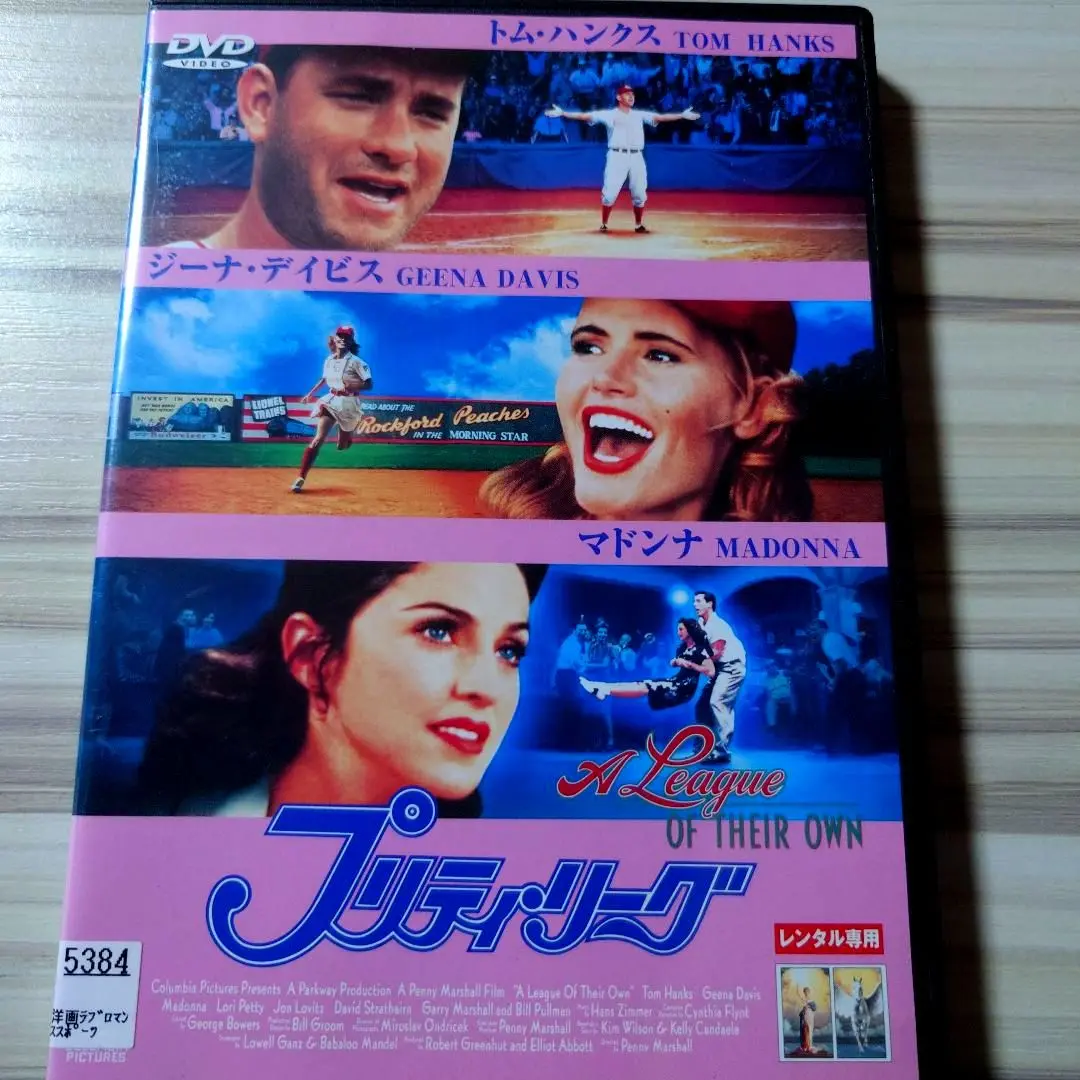 トム・ハンクス TOM HANKS
DVD
VIDEO
ジーナ・デイビス GEENA DAVIS
INVEST IN AMERICA
Budweiser
LIONEL
TRAINS
READ ABOUT THE
Rockford Peaches
IN THE MORNING STAR
マドンナ MADONNA
A League
OF THEIR OWN
プリティ・リーグ
レンタル専用
5384
洋画ラブロマン
ススポーツ
Columbia Pictures Presents A Parkway Production A Penny Marshall Film "A League Of Their Own" Tom Hanks Geena Davis
Madonna Lori Petty Jon Lovitz David Strathairn Garry Marshall and Bill Pullman Hans Zimmer Cynthia Flynt
George Bowers Bill Groom Miroslav Ondricek Penny Marshall Kim Wilson & Kelly Candaele
Lowell Ganz & Babaloo Mandel Robert Greenhut and Elliot Abbott Penny Marshall
PICTURES